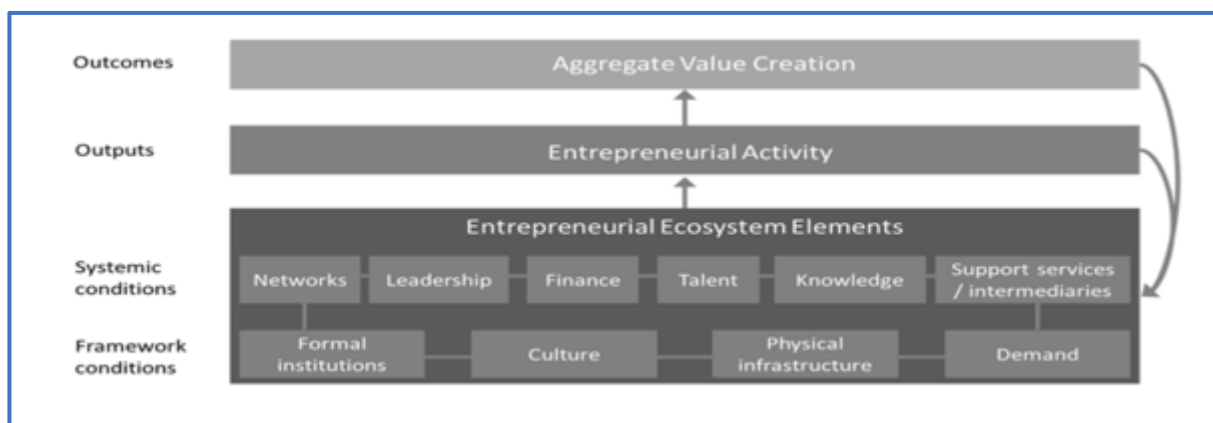 Outcomes
Aggregate Value Creation
Outputs
Entrepreneurial Activity
Entrepreneurial Ecosystem Elements
Systemic
conditions
Networks
Leadership
Finance
Talent
Knowledge
Support services
/ intermediaries
Framework
conditions
Formal
institutions
Culture
Physical
infrastructure
Demand